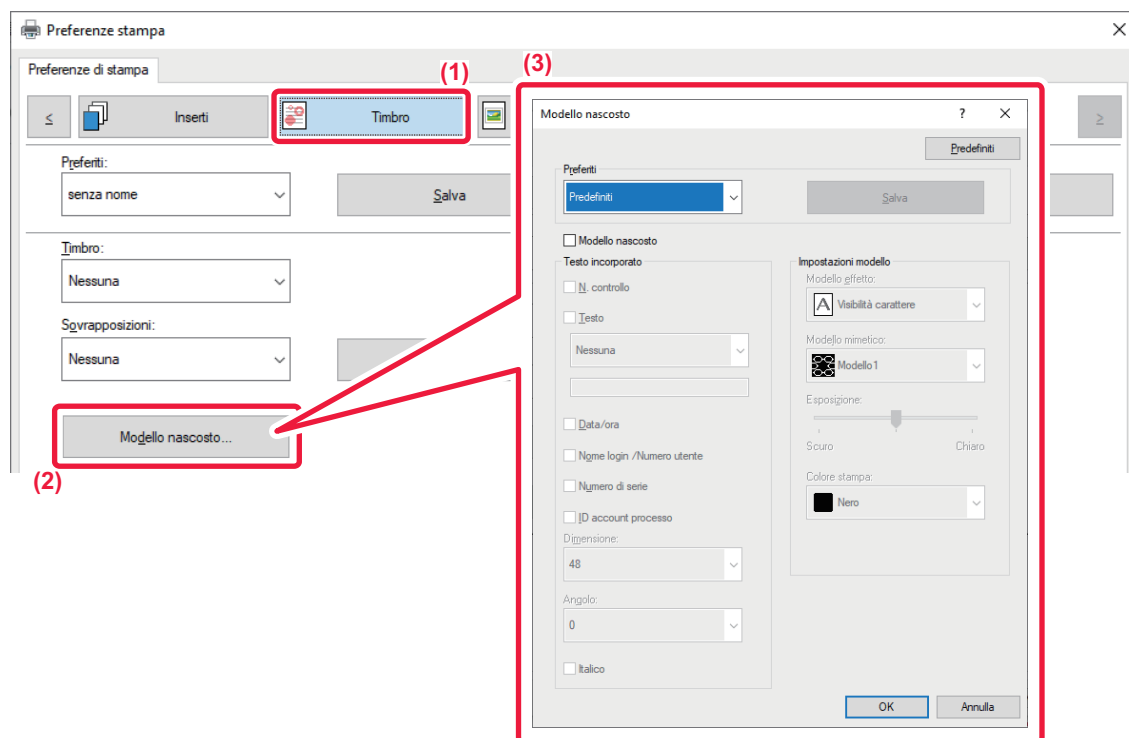 Preferenze stampa
Preferenze di stampa
(1)
(3)
<
Inserti
Timbro
>
Preferiti:
senza nome
Salva
Timbro:
Nessuna
Sovrapposizioni:
Nessuna
Modello nascosto...
(2)
Modello nascosto
?
Predefiniti
Preferiti
Predefiniti
Salva
Modello nascosto
Testo incorporato
N. controllo
Testo
Nessuna
Data/ora
Nome login /Numero utente
Numero di serie
ID account processo
Dimensione:
48
Angolo:
0
Italico
Impostazioni modello
Modello effetto:
A Visibilità carattere
Modello mimetico:
Modello1
Esposizione:
Scuro Chiaro
Colore stampa:
Nero
OK Annulla